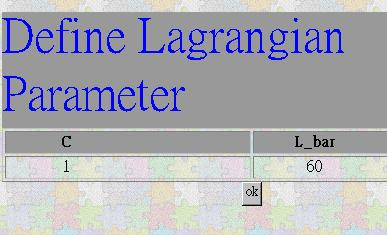 Define Lagrangian
Parameter
C L_bar
1 60
ok